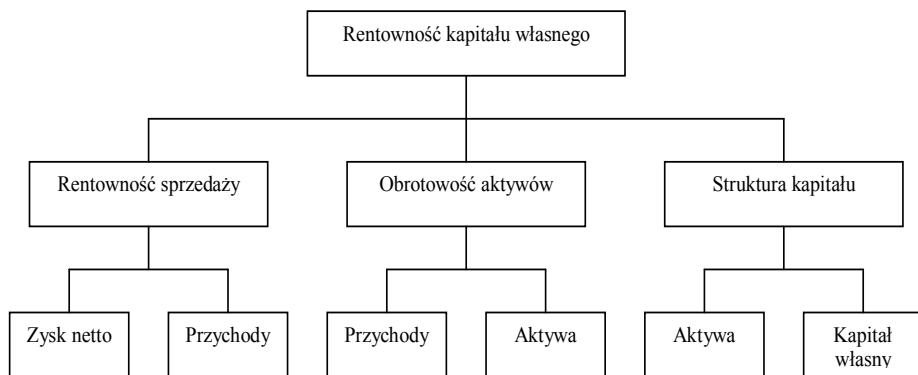 Rentowność kapitału własnego
Rentowność sprzedaży
Obrotowość aktywów
Struktura kapitału
Zysk netto
Przychody
Przychody
Aktywa
Aktywa
Kapitał
własny